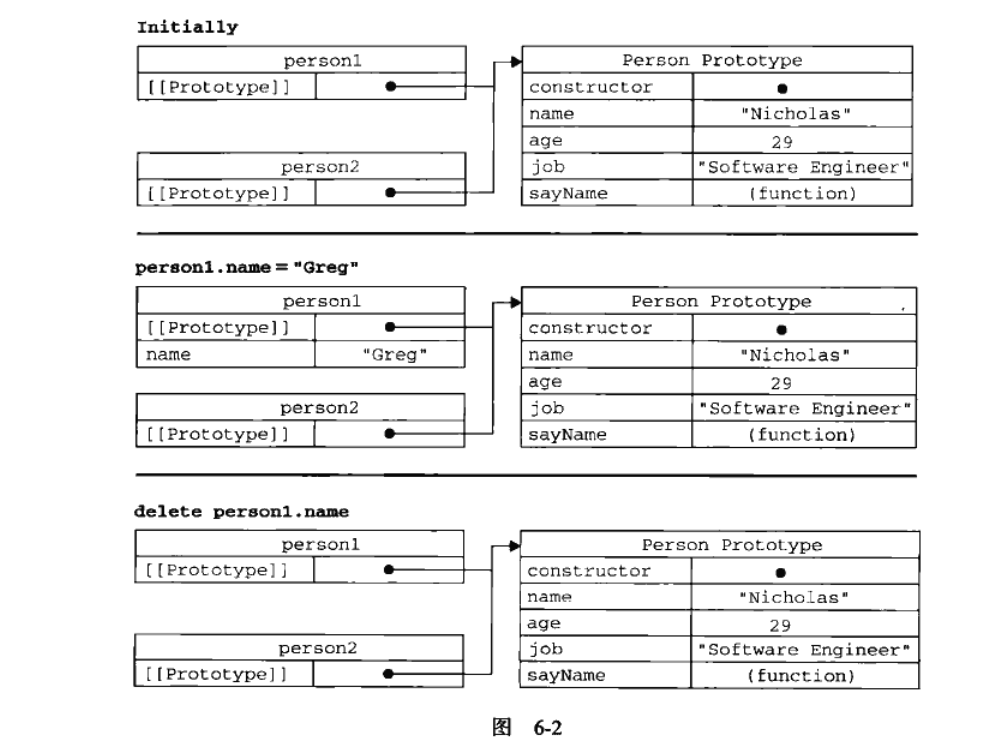 Initially
person1 Person Prototype
[[Prototype]] constructor
name "Nicholas"
age 29
person2 job "Software Engineer"
[[Prototype]] sayName (function)
person1.name = "Greg"
person1 Person Prototype
[[Prototype]] constructor
name "Greg" name "Nicholas"
age 29
person2 job "Software Engineer"
[[Prototype]] sayName (function)
delete person1.name
person1 Person Prototype
[[Prototype]] constructor
name "Nicholas"
age 29
person2 job "Software Engineer"
[[Prototype]] sayName (function)
图 6-2